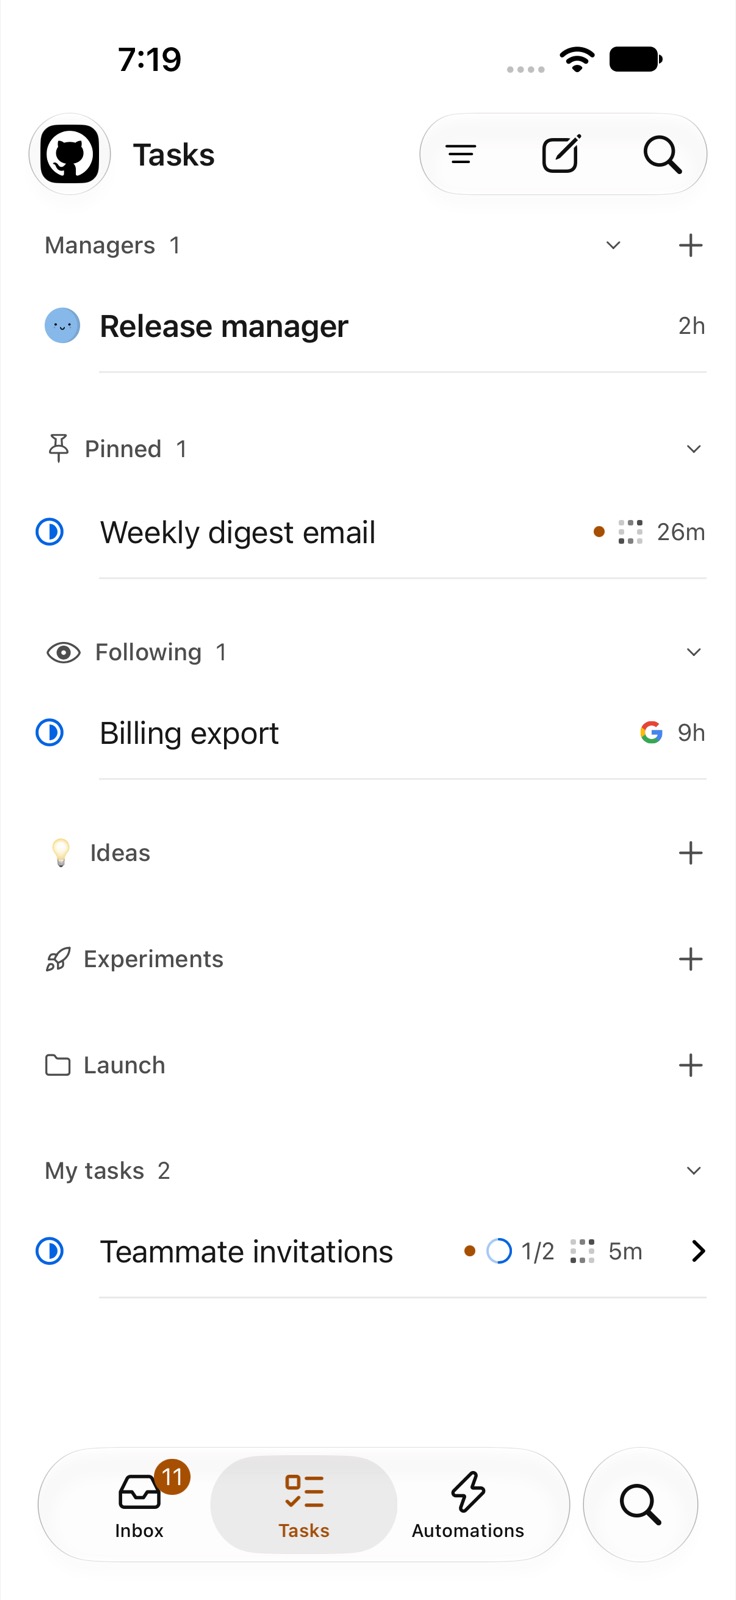 7:19
Tasks
Managers 1
Release manager 2h
Pinned 1
Weekly digest email 26m
Following 1
Billing export 9h
Ideas
Experiments
Launch
My tasks 2
Teammate invitations 1/2 5m
11
Inbox Tasks Automations